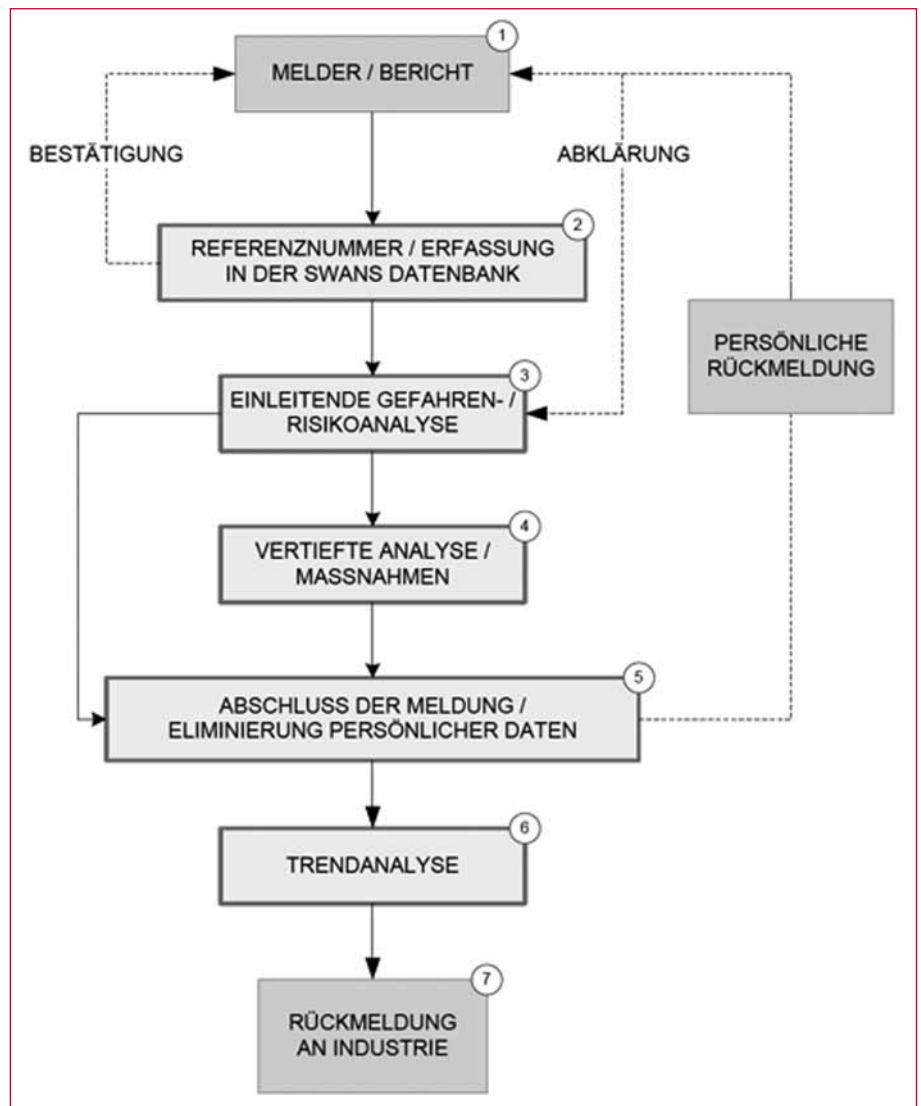 1
MELDER / BERICHT
BESTÄTIGUNG
ABKLÄRUNG
2
REFERENZNUMMER / ERFASSUNG
IN DER SWANS DATENBANK
PERSÖNLICHE
RÜCKMELDUNG
3
EINLEITENDE GEFAHREN- /
RISIKOANALYSE
4
VERTIEFTE ANALYSE /
MASSNAHMEN
5
ABSCHLUSS DER MELDUNG /
ELIMINIERUNG PERSÖNLICHER DATEN
6
TRENDANALYSE
7
RÜCKMELDUNG
AN INDUSTRIE